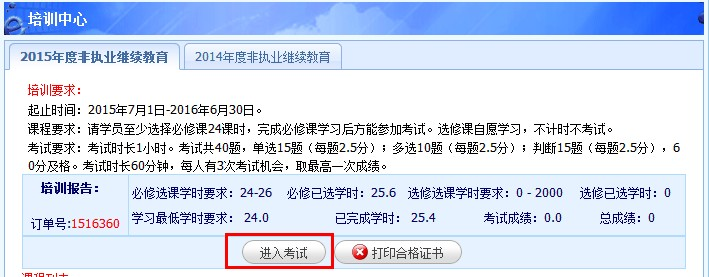 培训中心
2015年度非执业继续教育 2014年度非执业继续教育
培训要求：
起止时间：2015年7月1日-2016年6月30日。
课程要求：请学员至少选择必修课24课时，完成必修课学习后方能参加考试。选修课自愿学习，不计时不考试。
考试要求：考试时长1小时。考试共40题，单选15题（每题2.5分）；多选10题（每题2.5分）；判断15题（每题2.5分），6
0分及格。考试时长60分钟，每人有3次考试机会，取最高一次成绩。
培训报告： 必修选课学时要求：24-26 必修已选学时：25.6 选修选课学时要求：0 - 2000 选修已选学时：0
订单号:1516360 学习最低学时要求： 24.0 已完成学时： 25.4 考试成绩：0.0 总成绩：0
进入考试 打印合格证书